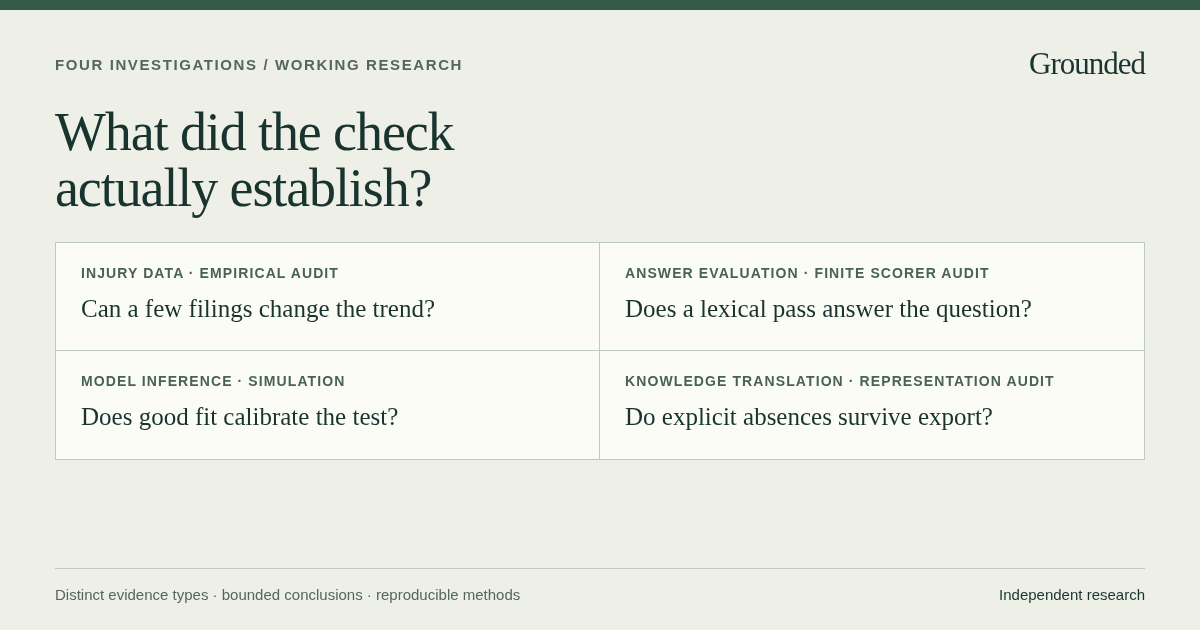 FOUR INVESTIGATIONS / WORKING RESEARCH
Grounded
What did the check
actually establish?
INJURY DATA · EMPIRICAL AUDIT
Can a few filings change the trend?
ANSWER EVALUATION · FINITE SCORER AUDIT
Does a lexical pass answer the question?
MODEL INFERENCE · SIMULATION
Does good fit calibrate the test?
KNOWLEDGE TRANSLATION · REPRESENTATION AUDIT
Do explicit absences survive export?
Distinct evidence types · bounded conclusions · reproducible methods
Independent research